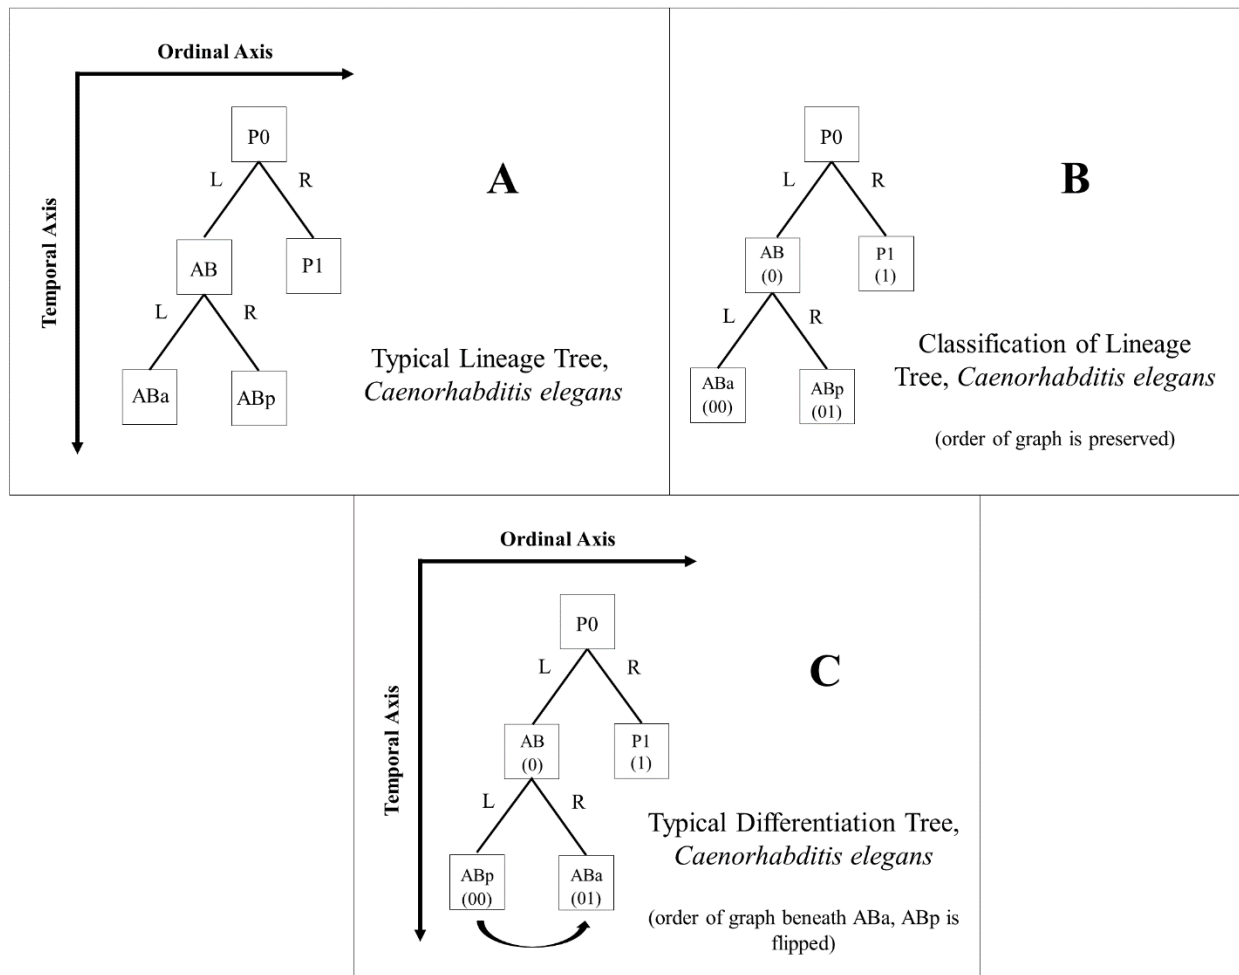 Ordinal Axis
Temporal Axis
P0
L
R
A
AB
P1
L
R
ABa
ABp
Typical Lineage Tree,
Caenorhabditis elegans
P0
L
R
B
AB
(0)
P1
(1)
L
R
ABa
(00)
ABp
(01)
Classification of Lineage
Tree, Caenorhabditis elegans
(order of graph is preserved)
Ordinal Axis
Temporal Axis
P0
L
R
C
AB
(0)
P1
(1)
L
R
ABp
(00)
ABa
(01)
Typical Differentiation Tree,
Caenorhabditis elegans
(order of graph beneath ABa, ABp is
flipped)